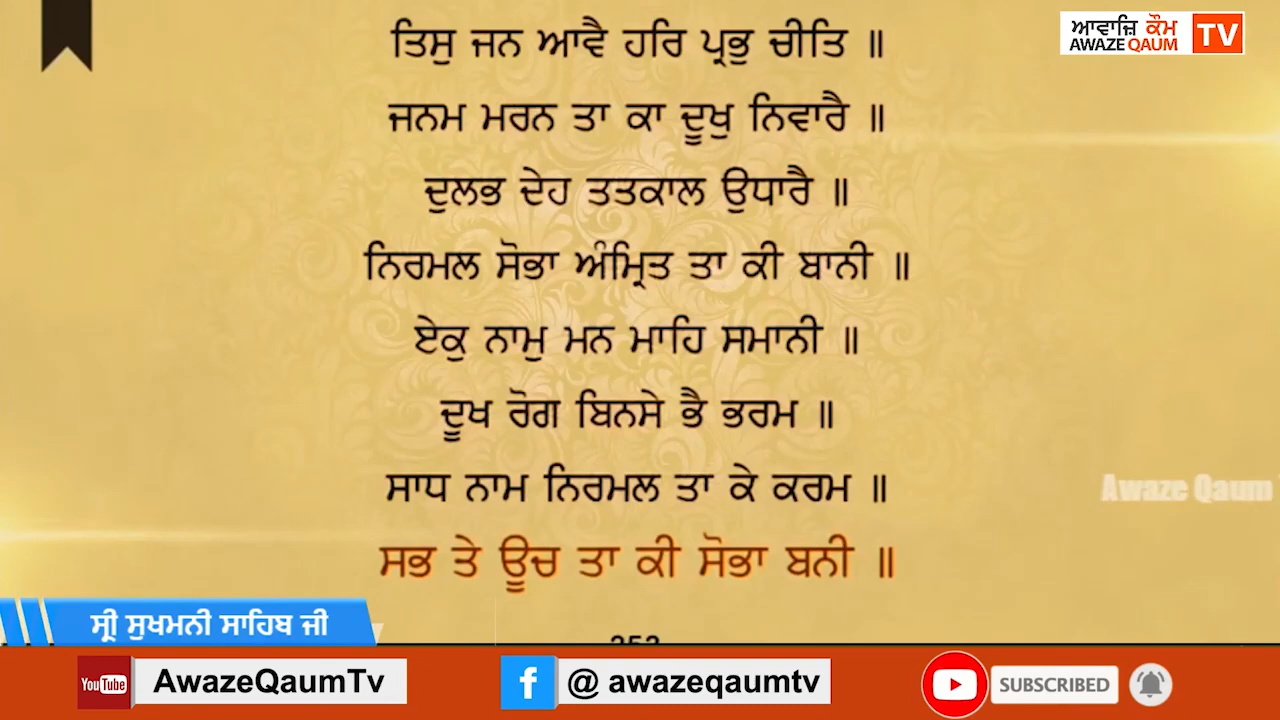 ਆਵਾਜ਼ਿ ਕੌਮ
AWAZE QAUM TV
ਤਿਸੁ ਜਨ ਆਵੈ ਹਰਿ ਪ੍ਰਭੁ ਚੀਤਿ ॥
ਜਨਮ ਮਰਨ ਤਾ ਕਾ ਦੂਖੁ ਨਿਵਾਰੈ ॥
ਦੁਲਭ ਦੇਹ ਤਤਕਾਲ ਉਧਾਰੈ ॥
ਨਿਰਮਲ ਸੋਭਾ ਅੰਮ੍ਰਿਤ ਤਾ ਕੀ ਬਾਨੀ ॥
ਏਕੁ ਨਾਮੁ ਮਨ ਮਾਹਿ ਸਮਾਨੀ ॥
ਦੂਖ ਰੋਗ ਬਿਨਸੇ ਭੈ ਭਰਮ ॥
ਸਾਧ ਨਾਮ ਨਿਰਮਲ ਤਾ ਕੇ ਕਰਮ ॥
Awaze Qaum
ਸਭ ਤੇ ਊਚ ਤਾ ਕੀ ਸੋਭਾ ਬਨੀ ॥
ਸ੍ਰੀ ਸੁਖਮਨੀ ਸਾਹਿਬ ਜੀ
YouTube AwazeQaumTv
f @ awazeqaumtv
SUBSCRIBED